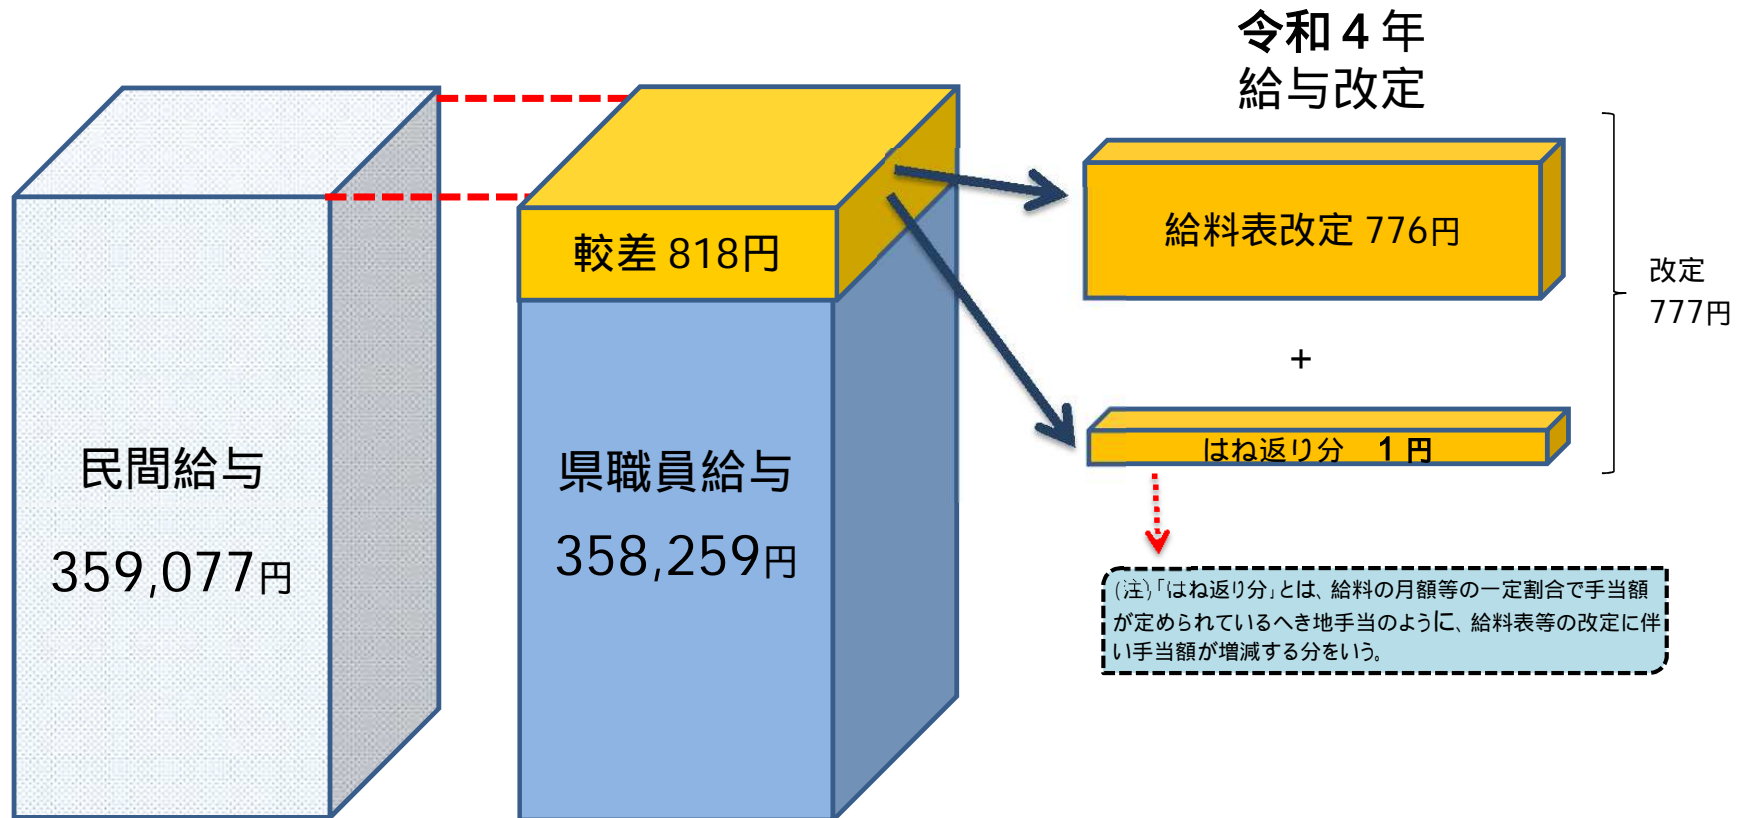 令和４年
給与改定
民間給与
359,077円
較差 818円
県職員給与
358,259円
給料表改定 776円
+
はね返り分　１円
改定
777円
(注)「はね返り分」とは、給料の月額等の一定割合で手当額
が定められているへき地手当のように、給料表等の改定に伴
い手当額が増減する分をいう。